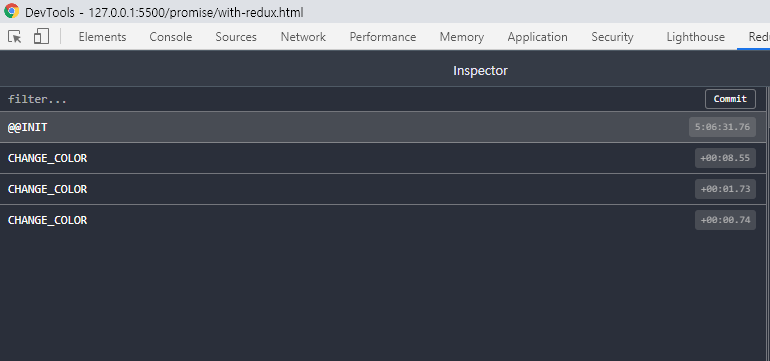 DevTools - 127.0.0.1:5500/promise/with-redux.html
Elements Console Sources Network Performance Memory Application Security Lighthouse Redu
Inspector
filter... Commit
@@INIT 5:06:31.76
CHANGE_COLOR +00:08.55
CHANGE_COLOR +00:01.73
CHANGE_COLOR +00:00.74